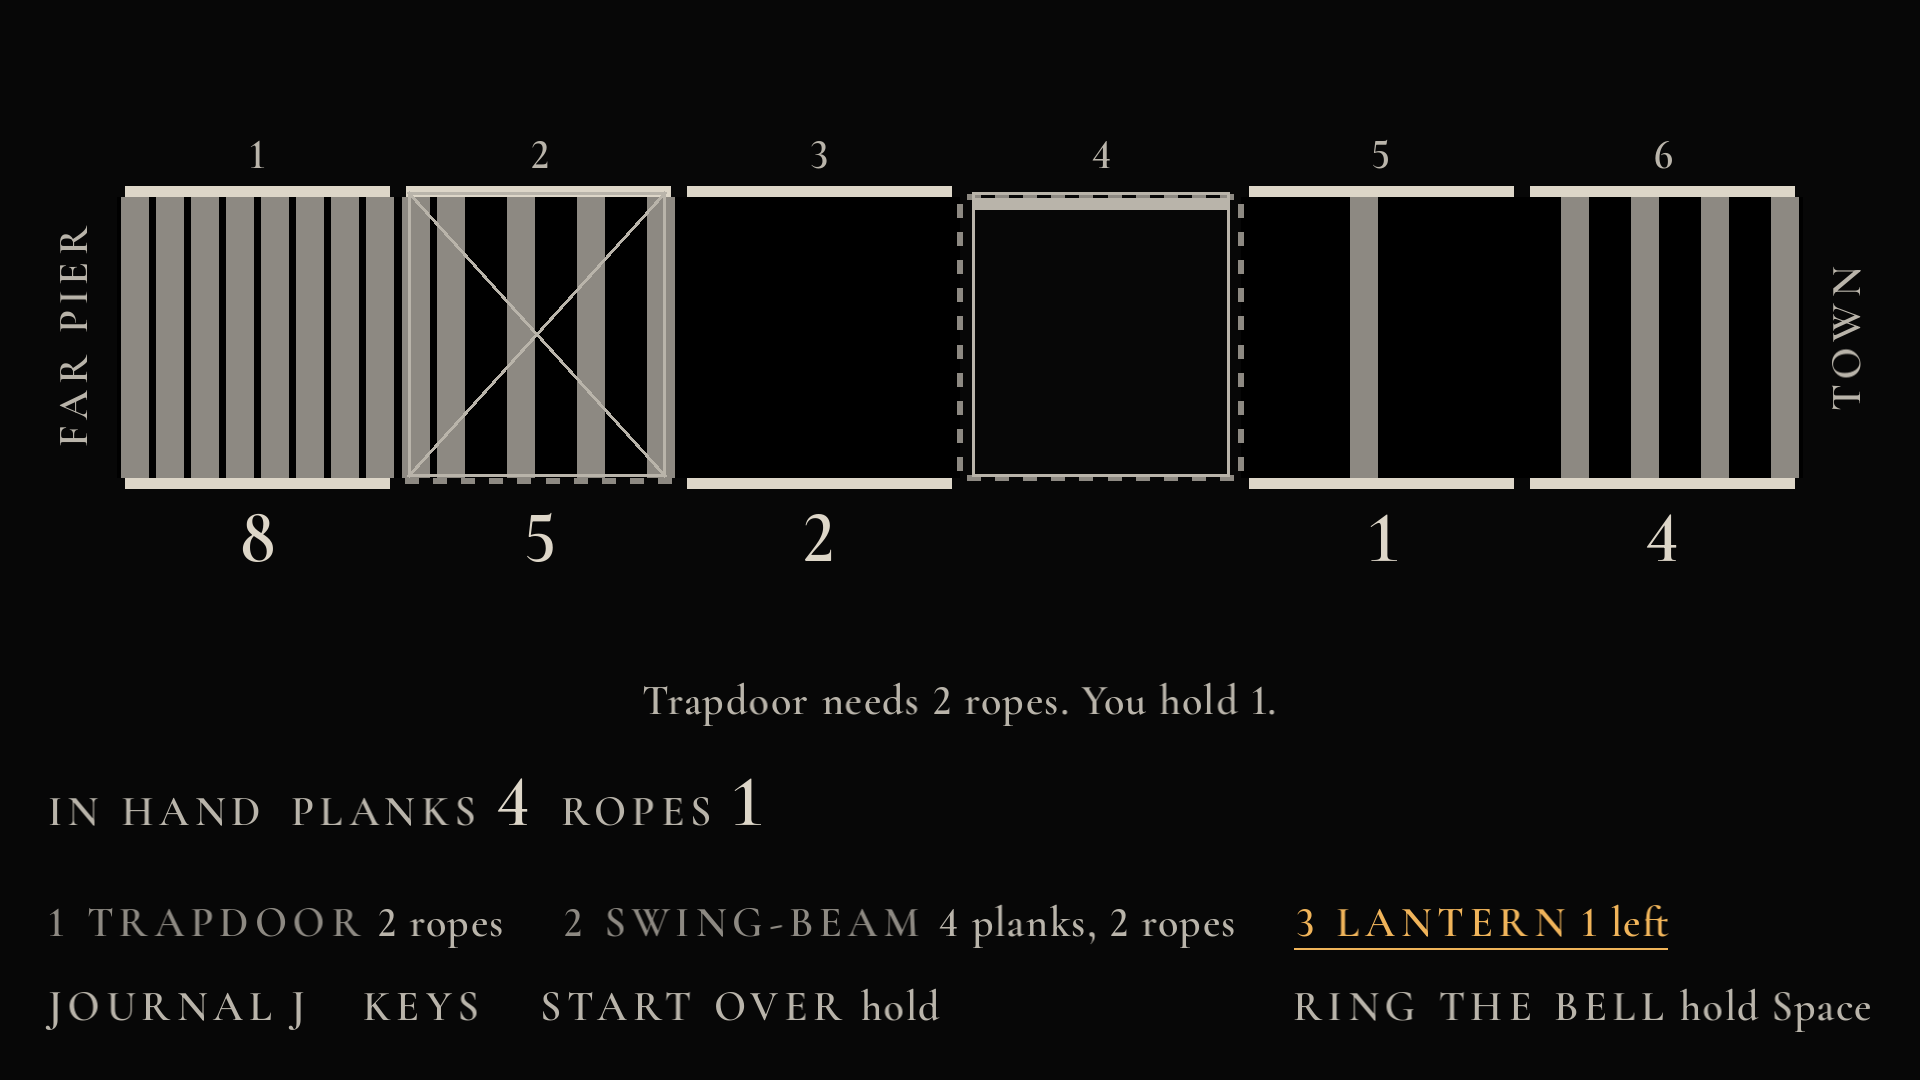 1 2 3 4 5 6
FAR PIER
TOWN
8 5 2 1 4
Trapdoor needs 2 ropes. You hold 1.
IN HAND PLANKS 4 ROPES 1
1 TRAPDOOR 2 ropes 2 SWING-BEAM 4 planks, 2 ropes 3 LANTERN 1 left
JOURNAL J KEYS START OVER hold RING THE BELL hold Space